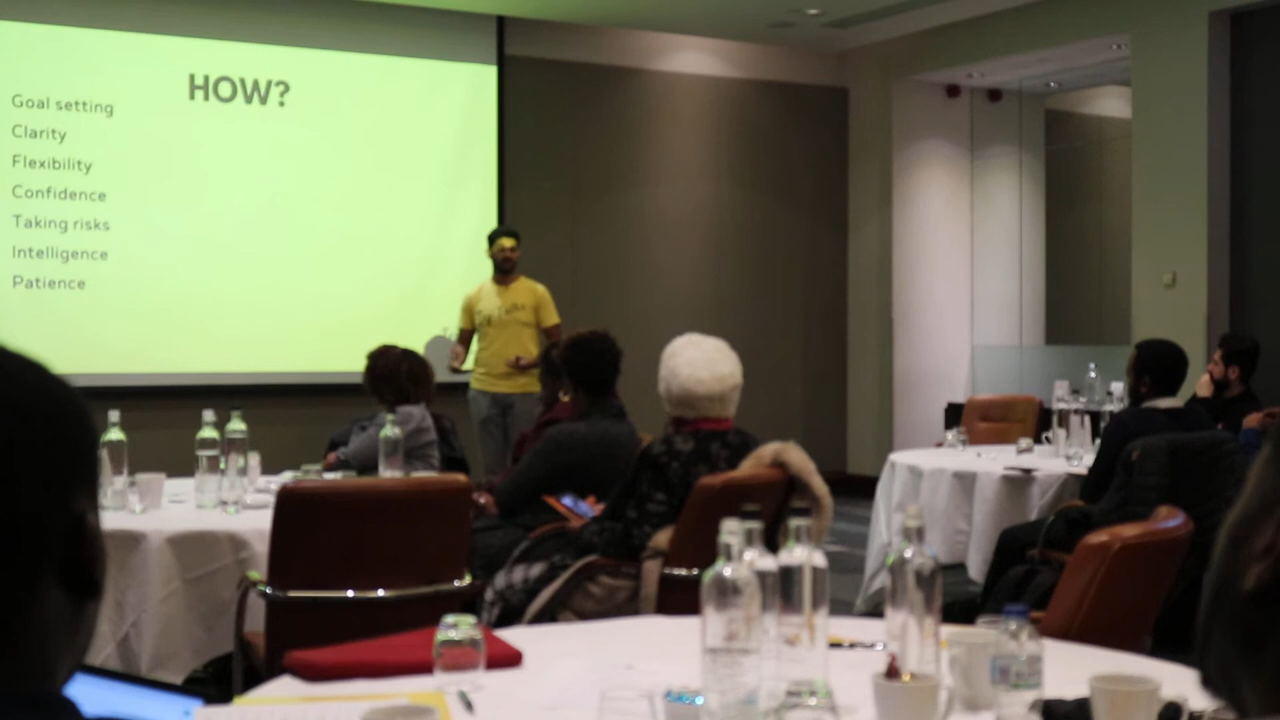 HOW?
Goal setting
Clarity
Flexibility
Confidence
Taking risks
Intelligence
Patience